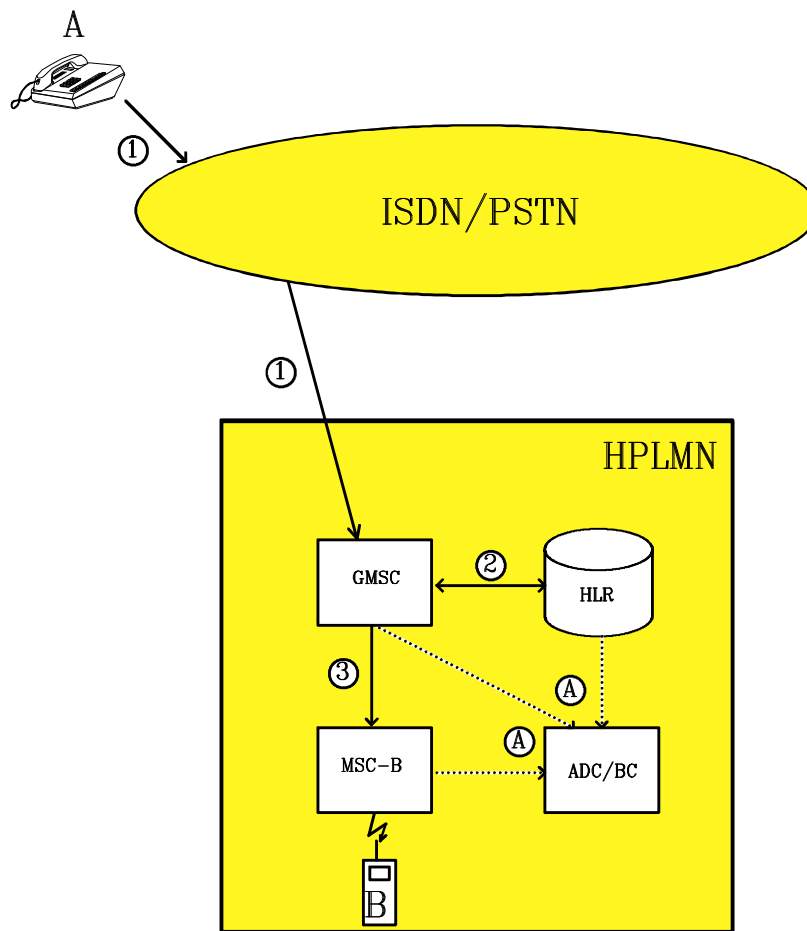 A
①
ISDN/PSTN
①
HPLMN
GMSC
②
HLR
③
Ⓐ
Ⓐ
MSC-B
ADC/BC
B